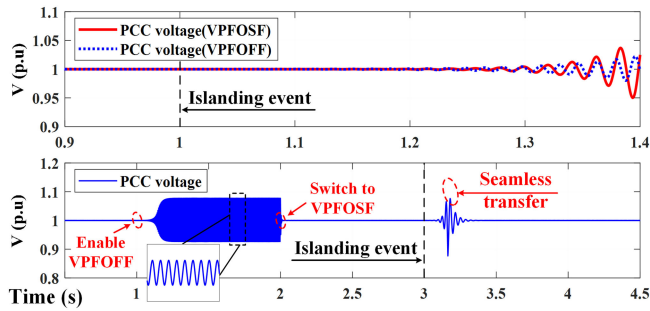 1.1
PCC voltage(VPFOSF)
PCC voltage(VPFOFF)
1.05
1
0.95
0.9
V (p.u)
Islanding event
0.9 1 1.1 1.2 1.3 1.4
1.2
PCC voltage
1.1
1
0.9
0.8
V (p.u)
Enable
VPFOFF
Switch to
VPFOSF
Islanding event
Seamless
transfer
Time (s)
1 1.5 2 2.5 3 3.5 4 4.5